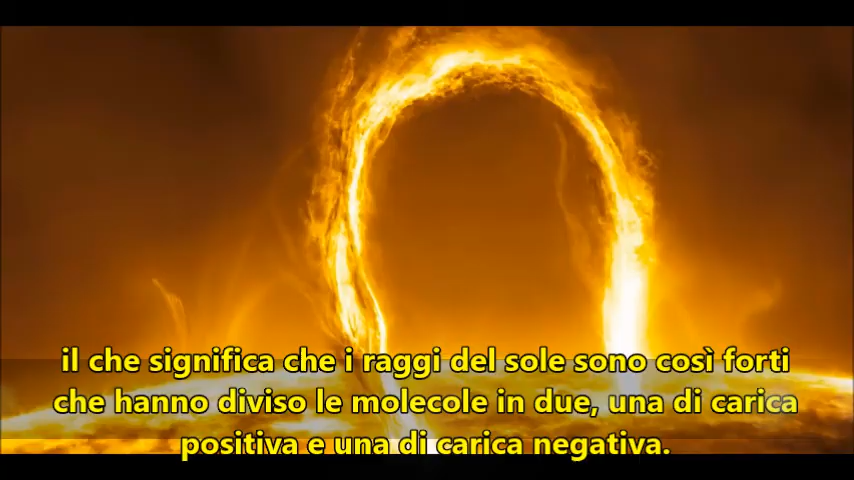 il che significa che i raggi del sole sono così forti
che hanno diviso le molecole in due, una di carica
positiva e una di carica negativa.